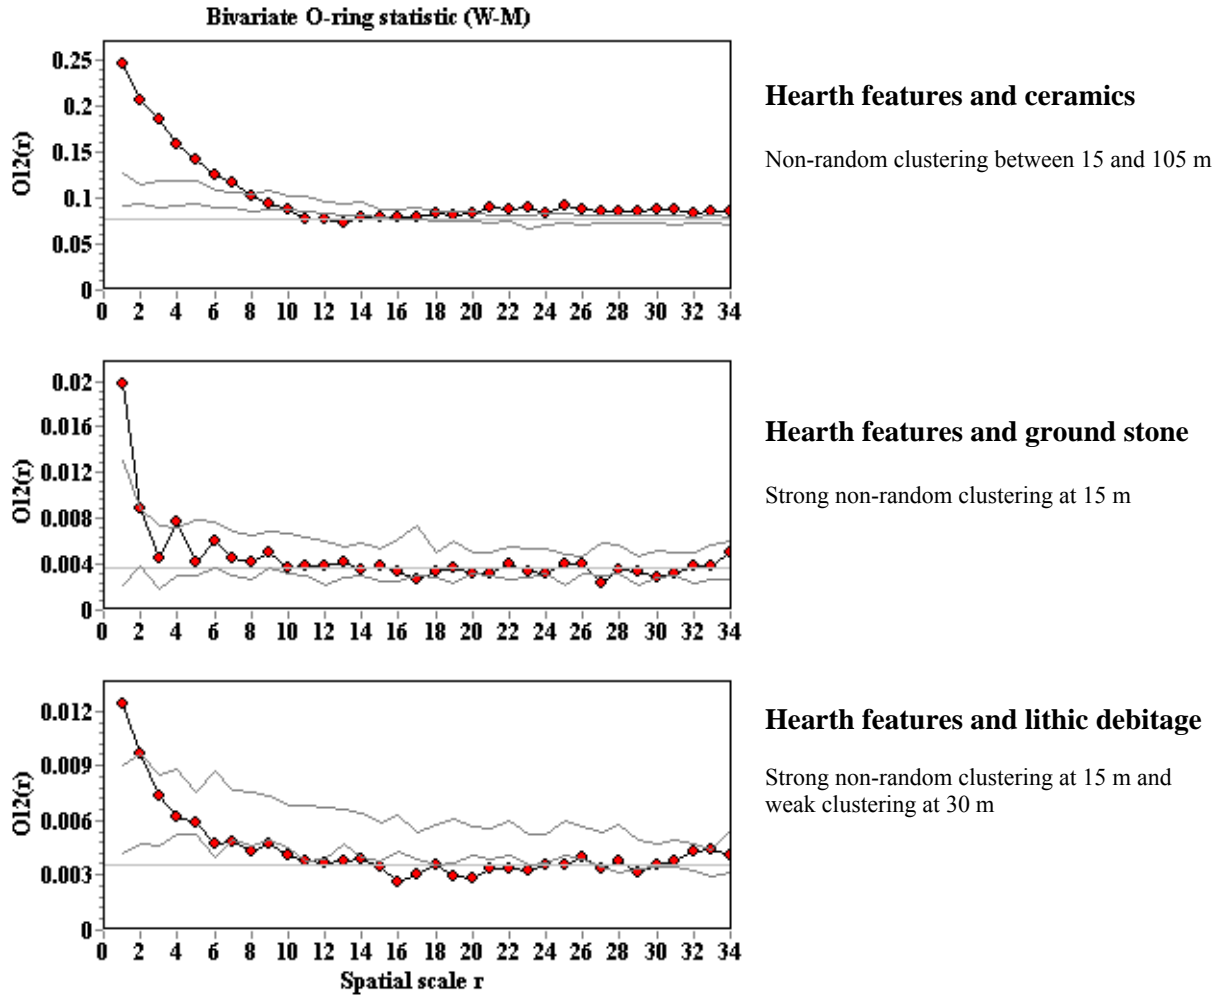 Bivariate O-ring statistic (W-M)
O12(r)
0.25
0.2
0.15
0.1
0.05
0
0 2 4 6 8 10 12 14 16 18 20 22 24 26 28 30 32 34
Hearth features and ceramics
Non-random clustering between 15 and 105 m
O12(r)
0.02
0.016
0.012
0.008
0.004
0
0 2 4 6 8 10 12 14 16 18 20 22 24 26 28 30 32 34
Hearth features and ground stone
Strong non-random clustering at 15 m
O12(r)
0.012
0.009
0.006
0.003
0
0 2 4 6 8 10 12 14 16 18 20 22 24 26 28 30 32 34
Spatial scale r
Hearth features and lithic debitage
Strong non-random clustering at 15 m and
weak clustering at 30 m